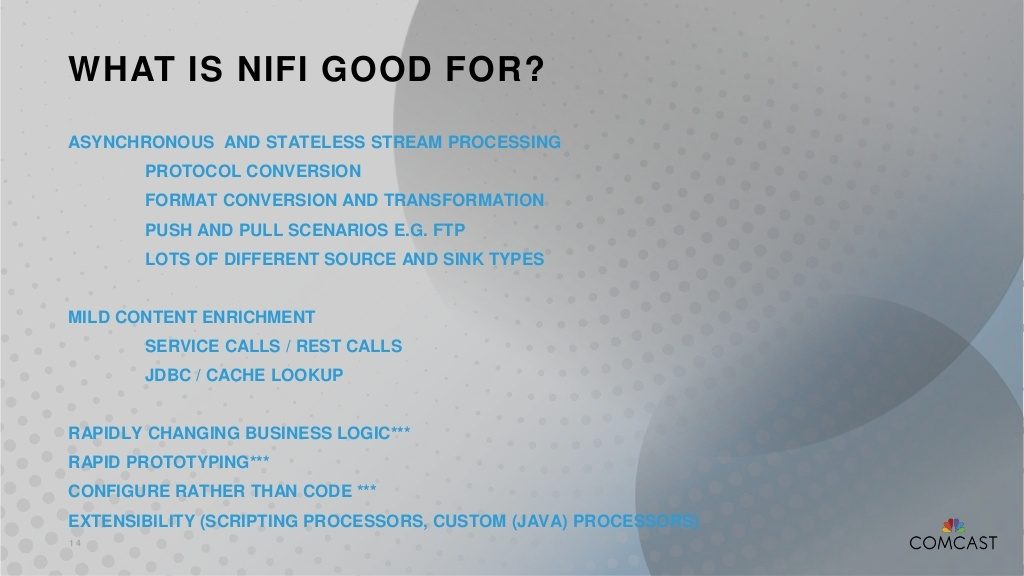 WHAT IS NIFI GOOD FOR?
ASYNCHRONOUS AND STATELESS STREAM PROCESSING
PROTOCOL CONVERSION
FORMAT CONVERSION AND TRANSFORMATION
PUSH AND PULL SCENARIOS E.G. FTP
LOTS OF DIFFERENT SOURCE AND SINK TYPES
MILD CONTENT ENRICHMENT
SERVICE CALLS / REST CALLS
JDBC / CACHE LOOKUP
RAPIDLY CHANGING BUSINESS LOGIC***
RAPID PROTOTYPING***
CONFIGURE RATHER THAN CODE ***
EXTENSIBILITY (SCRIPTING PROCESSORS, CUSTOM (JAVA) PROCESSORS)
14
COMCAST